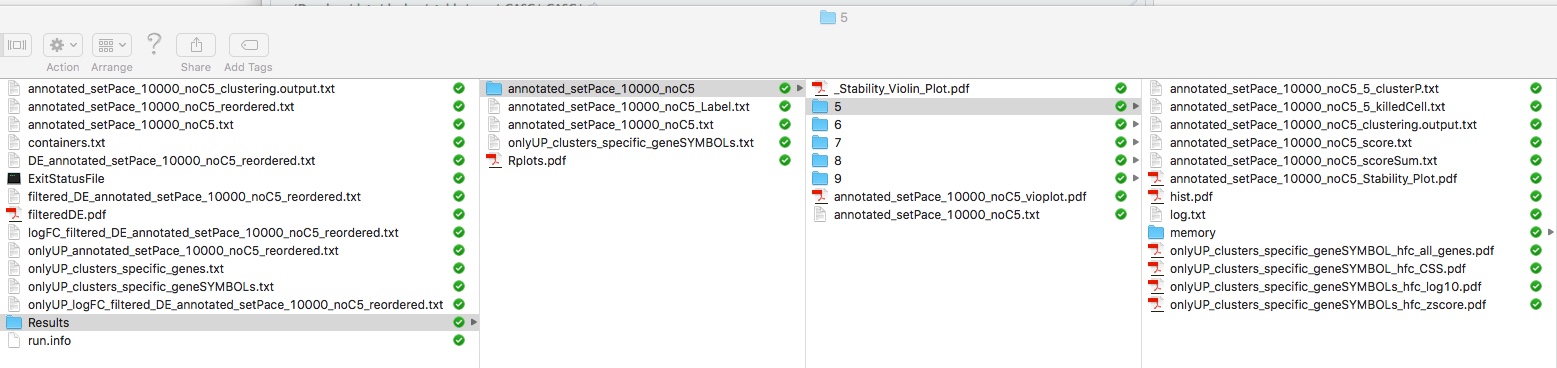 5
Action
Arrange
Share
Add Tags
annotated_setPace_10000_noC5_clustering.output.txt
annotated_setPace_10000_noC5_reordered.txt
annotated_setPace_10000_noC5.txt
containers.txt
DE_annotated_setPace_10000_noC5_reordered.txt
ExitStatusFile
filtered_DE_annotated_setPace_10000_noC5_reordered.txt
filteredDE.pdf
logFC_filtered_DE_annotated_setPace_10000_noC5_reordered.txt
onlyUP_annotated_setPace_10000_noC5_reordered.txt
onlyUP_clusters_specific_genes.txt
onlyUP_clusters_specific_geneSYMBOLs.txt
onlyUP_logFC_filtered_DE_annotated_setPace_10000_noC5_reordered.txt
Results
run.info
annotated_setPace_10000_noC5
annotated_setPace_10000_noC5_Label.txt
annotated_setPace_10000_noC5.txt
onlyUP_clusters_specific_geneSYMBOLs.txt
Rplots.pdf
_Stability_Violin_Plot.pdf
5
6
7
8
9
annotated_setPace_10000_noC5_vioplot.pdf
annotated_setPace_10000_noC5.txt
annotated_setPace_10000_noC5_5_clusterP.txt
annotated_setPace_10000_noC5_5_killedCell.txt
annotated_setPace_10000_noC5_clustering.output.txt
annotated_setPace_10000_noC5_score.txt
annotated_setPace_10000_noC5_scoreSum.txt
annotated_setPace_10000_noC5_Stability_Plot.pdf
hist.pdf
log.txt
memory
onlyUP_clusters_specific_geneSYMBOL_hfc_all_genes.pdf
onlyUP_clusters_specific_geneSYMBOL_hfc_CSS.pdf
onlyUP_clusters_specific_geneSYMBOLs_hfc_log10.pdf
onlyUP_clusters_specific_geneSYMBOLs_hfc_zscore.pdf